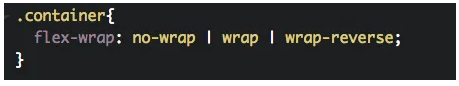 .container{
flex-wrap: no-wrap | wrap | wrap-reverse;
}